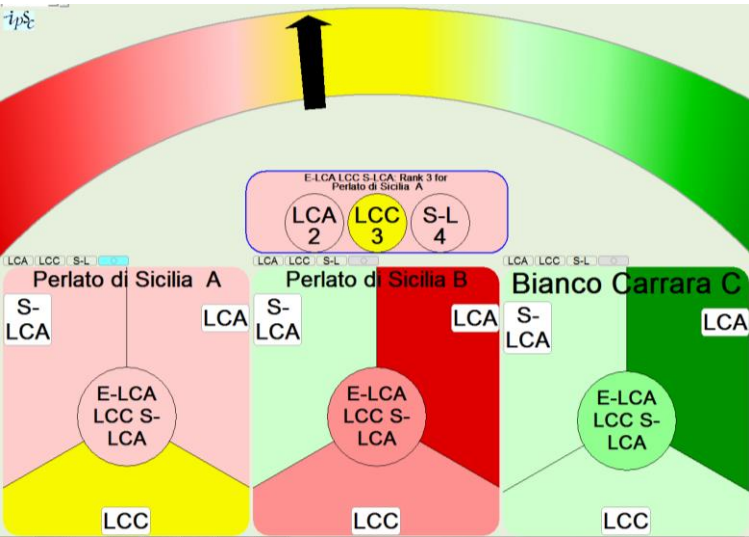 ipsc
E-LCA LCC S-LCA: Rank 3 for
Perlato di Sicilia A
LCA
2
LCC
3
S-L
4
LCA LCC S-L
LCA LCC S-L
LCA LCC S-L
Perlato di Sicilia A
S-
LCA
LCA
E-LCA
LCC S-
LCA
LCC
Perlato di Sicilia B
S-
LCA
LCA
E-LCA
LCC S-
LCA
LCC
Bianco Carrara C
S-
LCA
LCA
E-LCA
LCC S-
LCA
LCC